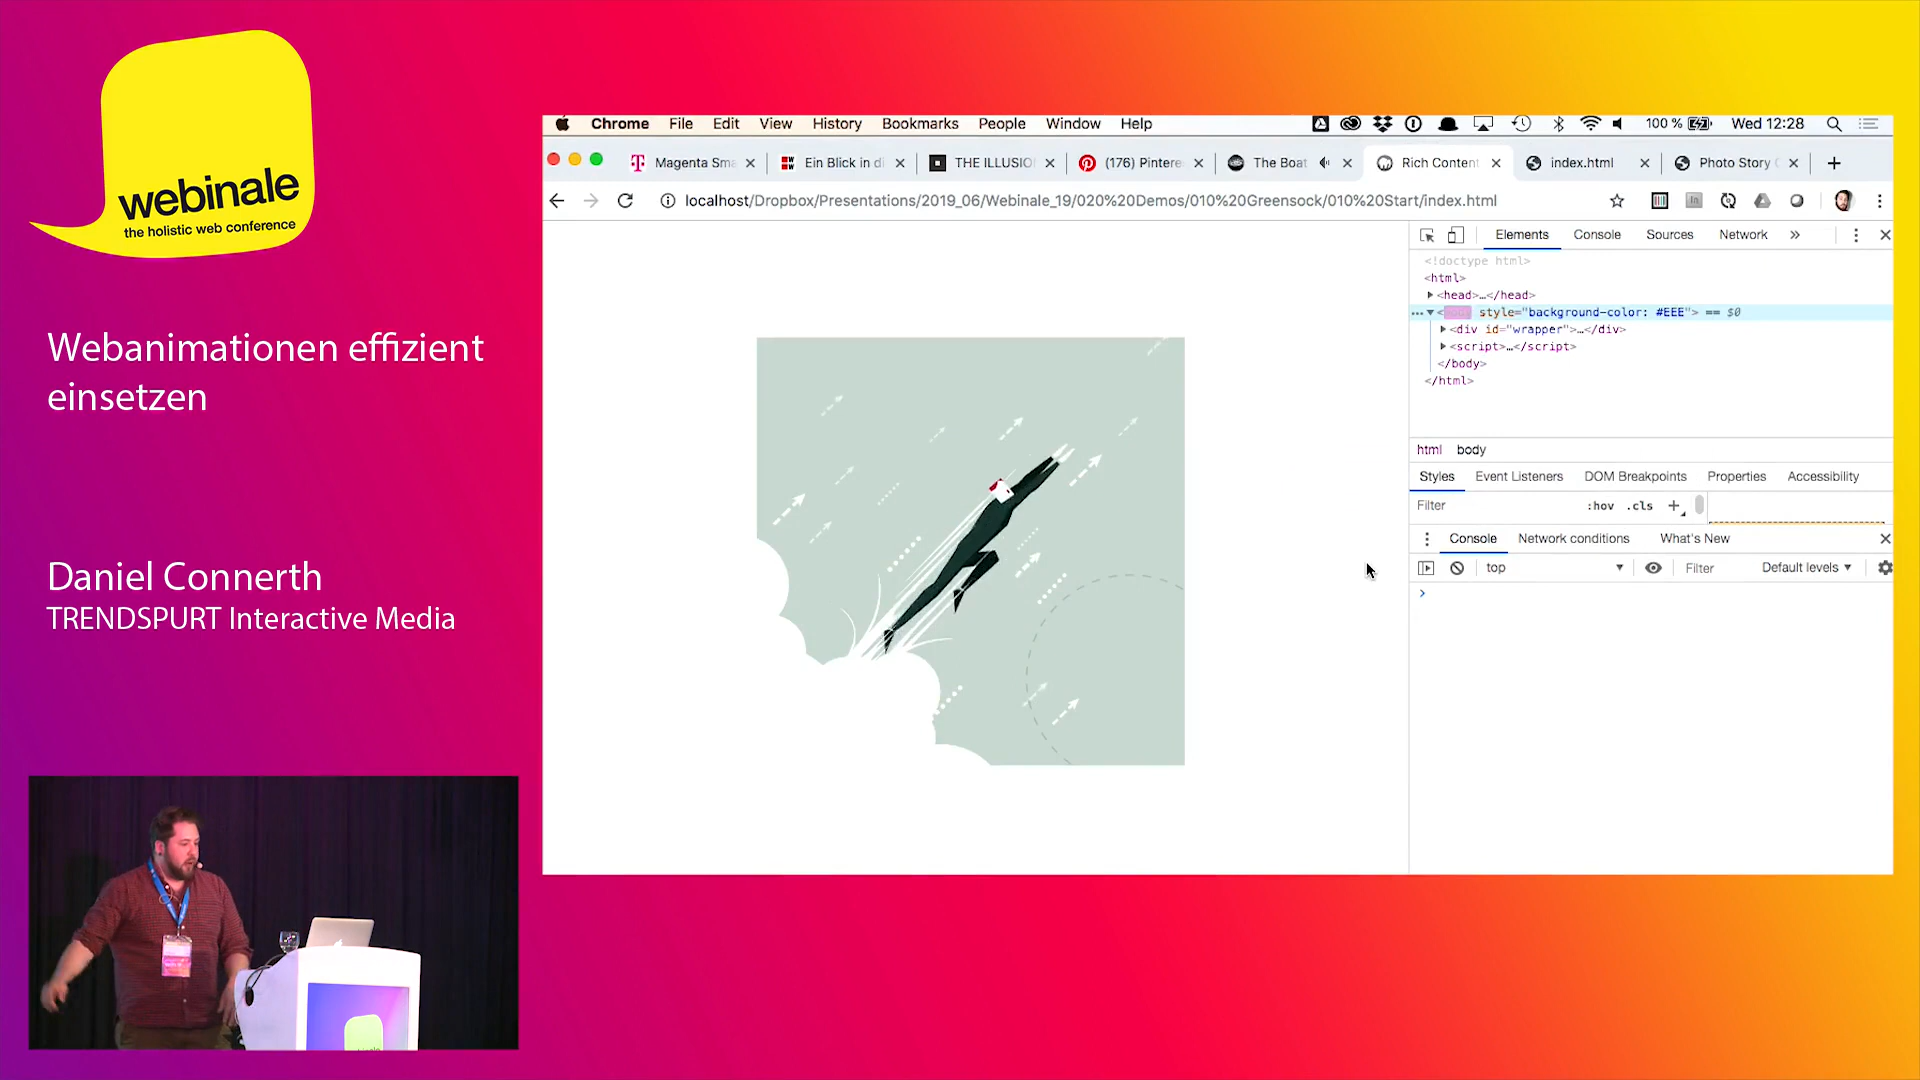 webinale
the holistic web conference
Webanimationen effizient
einsetzen
Daniel Connerth
TRENDSPURT Interactive Media
Chrome File Edit View History Bookmarks People Window Help 100 % Wed 12:28
Magenta Sma Ein Blick in di THE ILLUSIO (176) Pintere The Boat Rich Content index.html Photo Story
localhost/Dropbox/Presentations/2019_06/Webinale_19/020%20Demos/010%20Greensock/010%20Start/index.html
Elements Console Sources Network »
<!doctype html>
<html>
<head>…</head>
… <body style="background-color: #EEE"> == $0
<div id="wrapper">…</div>
<script>…</script>
</body>
</html>
html body
Styles Event Listeners DOM Breakpoints Properties Accessibility
Filter :hov .cls +
Console Network conditions What's New
top Filter Default levels
>